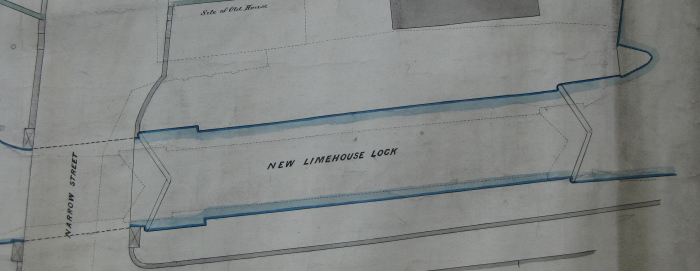 Site of Old House
NEW LIMEHOUSE LOCK
NARROW STREET